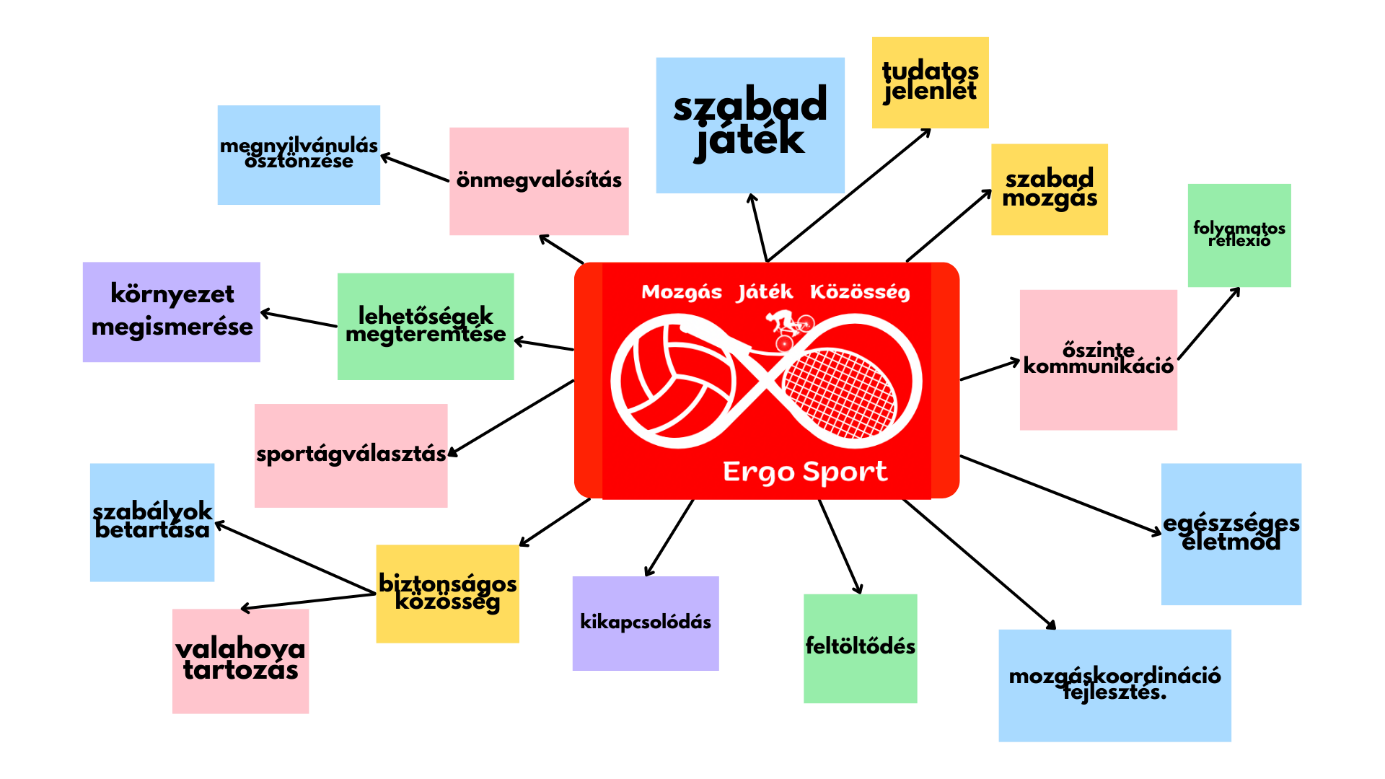 szabad
játék
tudatos
jelenlét
megnyilvánulás
ösztönzése
önmegvalósítás
szabad
mozgás
folyamatos
reflexió
környezet
megismerése
lehetőségek
megteremtése
Mozgás Játék Közösség
Ergo Sport
őszinte
kommunikáció
sportágválasztás
szabályok
betartása
egészséges
életmód
biztonságos
közösség
kikapcsolódás
feltöltődés
valahova
tartozás
mozgáskoordináció
fejlesztés.